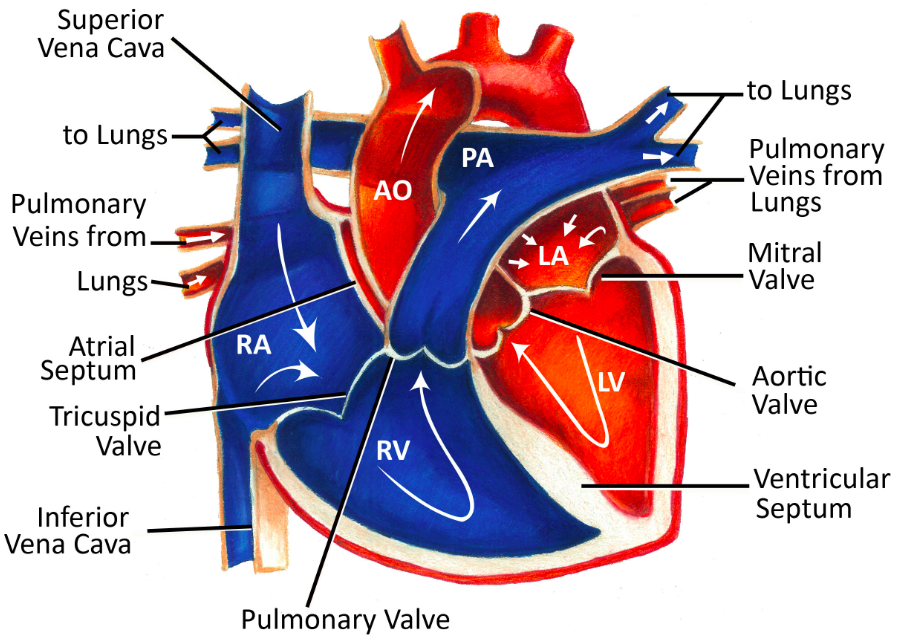 Superior
Vena Cava
to Lungs
Pulmonary
Veins from
Lungs
Atrial
Septum
Tricuspid
Valve
Inferior
Vena Cava
Pulmonary Valve
AO
PA
LA
RA
LV
RV
to Lungs
Pulmonary
Veins from
Lungs
Mitral
Valve
Aortic
Valve
Ventricular
Septum